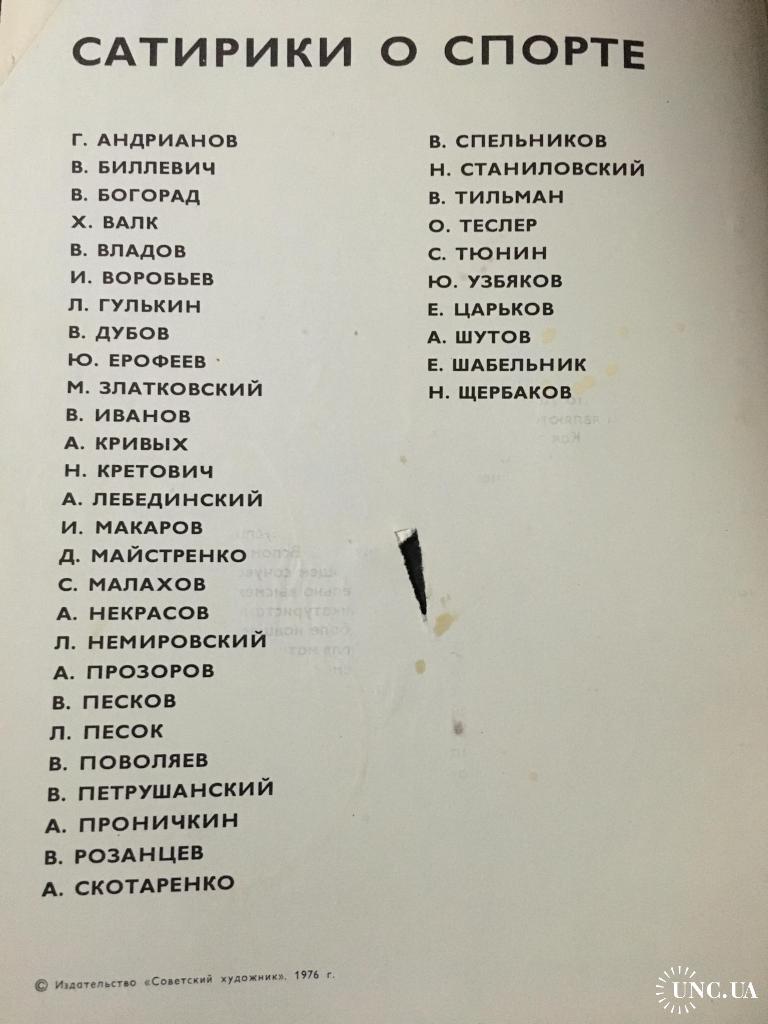 САТИРИКИ О СПОРТЕ
Г. АНДРИАНОВ
В. БИЛЛЕВИЧ
В. БОГОРАД
Х. ВАЛК
В. ВЛАДОВ
И. ВОРОБЬЕВ
Л. ГУЛЬКИН
В. ДУБОВ
Ю. ЕРОФЕЕВ
М. ЗЛАТКОВСКИЙ
В. ИВАНОВ
А. КРИВЫХ
Н. КРЕТОВИЧ
А. ЛЕБЕДИНСКИЙ
И. МАКАРОВ
Д. МАЙСТРЕНКО
С. МАЛАХОВ
А. НЕКРАСОВ
Л. НЕМИРОВСКИЙ
А. ПРОЗОРОВ
В. ПЕСКОВ
Л. ПЕСОК
В. ПОВОЛЯЕВ
В. ПЕТРУШАНСКИЙ
А. ПРОНИЧКИН
В. РОЗАНЦЕВ
А. СКОТАРЕНКО
В. СПЕЛЬНИКОВ
Н. СТАНИЛОВСКИЙ
В. ТИЛЬМАН
О. ТЕСЛЕР
С. ТЮНИН
Ю. УЗБЯКОВ
Е. ЦАРЬКОВ
А. ШУТОВ
Е. ШАБЕЛЬНИК
Н. ЩЕРБАКОВ
© Издательство «Советский художник». 1976 г.
UNC.UA